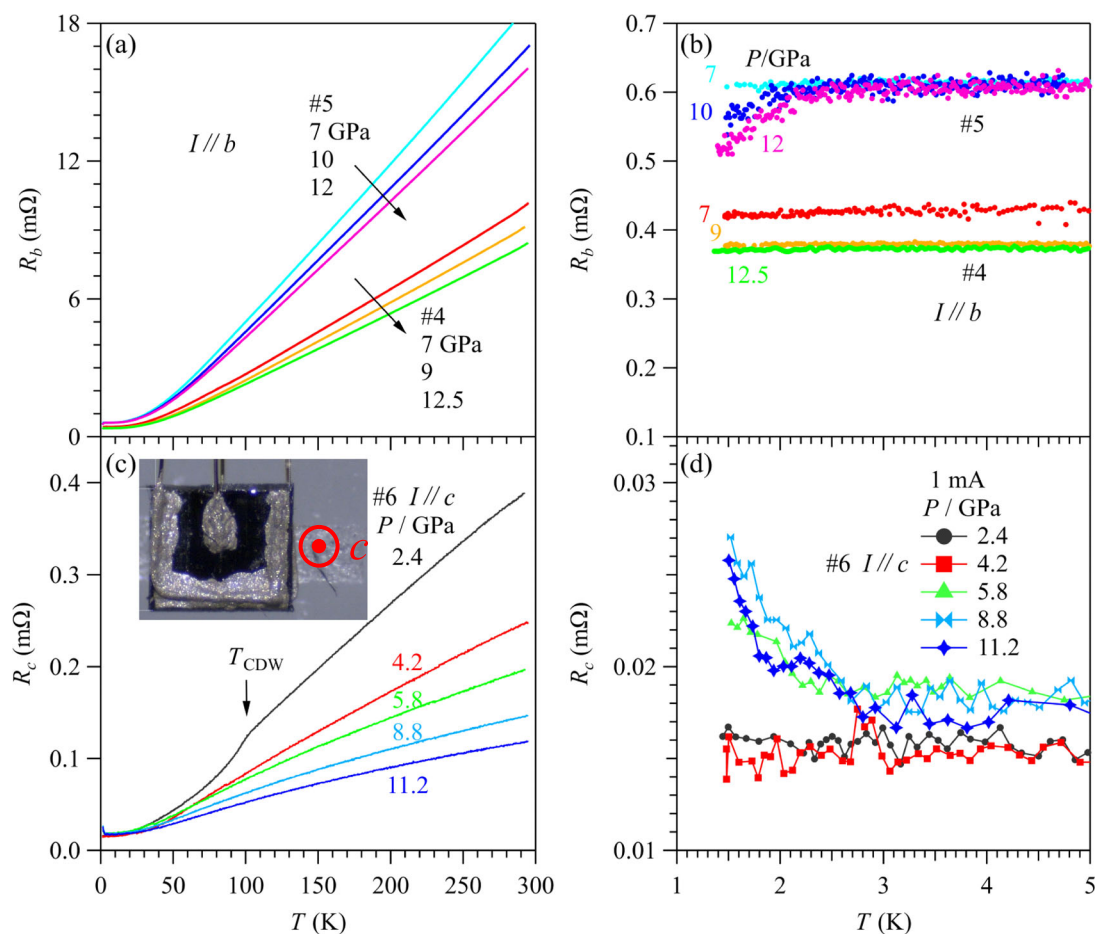 (a)
18
12
6
0
R_b (mΩ)
I // b
#5
7 GPa
10
12
#4
7 GPa
9
12.5
(b)
0.7
0.6
0.5
0.4
0.3
0.2
0.1
R_b (mΩ)
P/GPa
7
10
12
#5
7
9
12.5
#4
I // b
(c)
0.4
0.3
0.2
0.1
0.0
R_c (mΩ)
#6 I // c
P / GPa
2.4
c
T_CDW
4.2
5.8
8.8
11.2
0 50 100 150 200 250 300
T (K)
(d)
0.03
0.02
0.01
R_c (mΩ)
1 mA
P / GPa
#6 I // c
2.4
4.2
5.8
8.8
11.2
1 2 3 4 5
T (K)